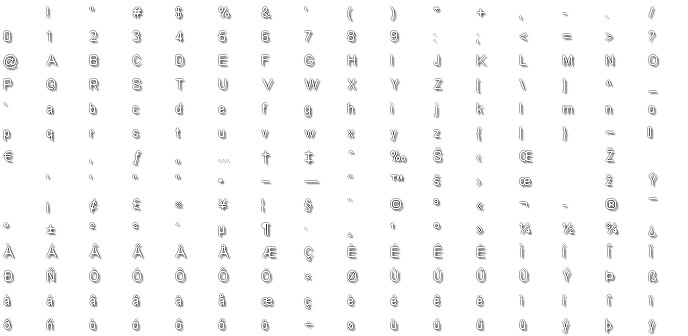 ! " # $ % & ' ( ) * + , - . /
0 1 2 3 4 5 6 7 8 9 : ; < = > ?
@ A B C D E F G H I J K L M N O
P Q R S T U V W X Y Z [ \ ] ^ _
` a b c d e f g h i j k l m n o
p q r s t u v w x y z { | } ~
€ ‚ ƒ „ … † ‡ ˆ ‰ Š ‹ Œ Ž
‘ ’ “ ” • – — ˜ ™ š › œ ž Ÿ
¡ ¢ £ ¤ ¥ ¦ § ¨ © ª « ¬ - ® ¯
° ± ² ³ ´ µ ¶ · ¸ ¹ º » ¼ ½ ¾ ¿
À Á Â Ã Ä Å Æ Ç È É Ê Ë Ì Í Î Ï
Ð Ñ Ò Ó Ô Õ Ö × Ø Ù Ú Û Ü Ý Þ ß
à á â ã ä å æ ç è é ê ë ì í î ï
ð ñ ò ó ô õ ö ÷ ø ù ú û ü ý þ ÿ